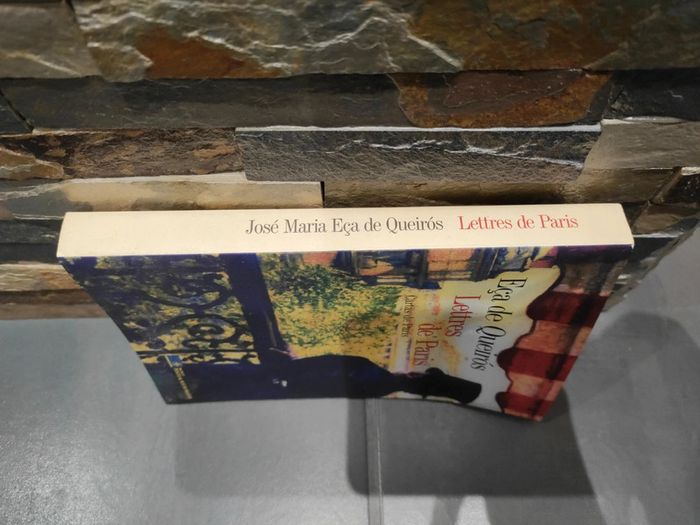 José Maria Eça de Queirós Lettres de Paris
Eça de Queirós
Lettres
de Paris